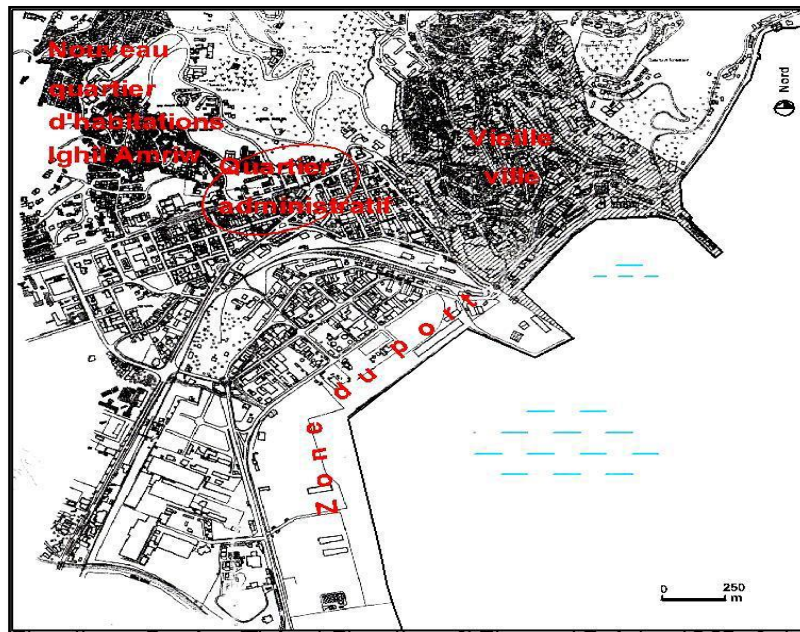 Nouveau
quartier
d'habitations
Ighil Amriw
Quartier
administratif
Vieille
ville
Nord
Zone du port
0 250
m